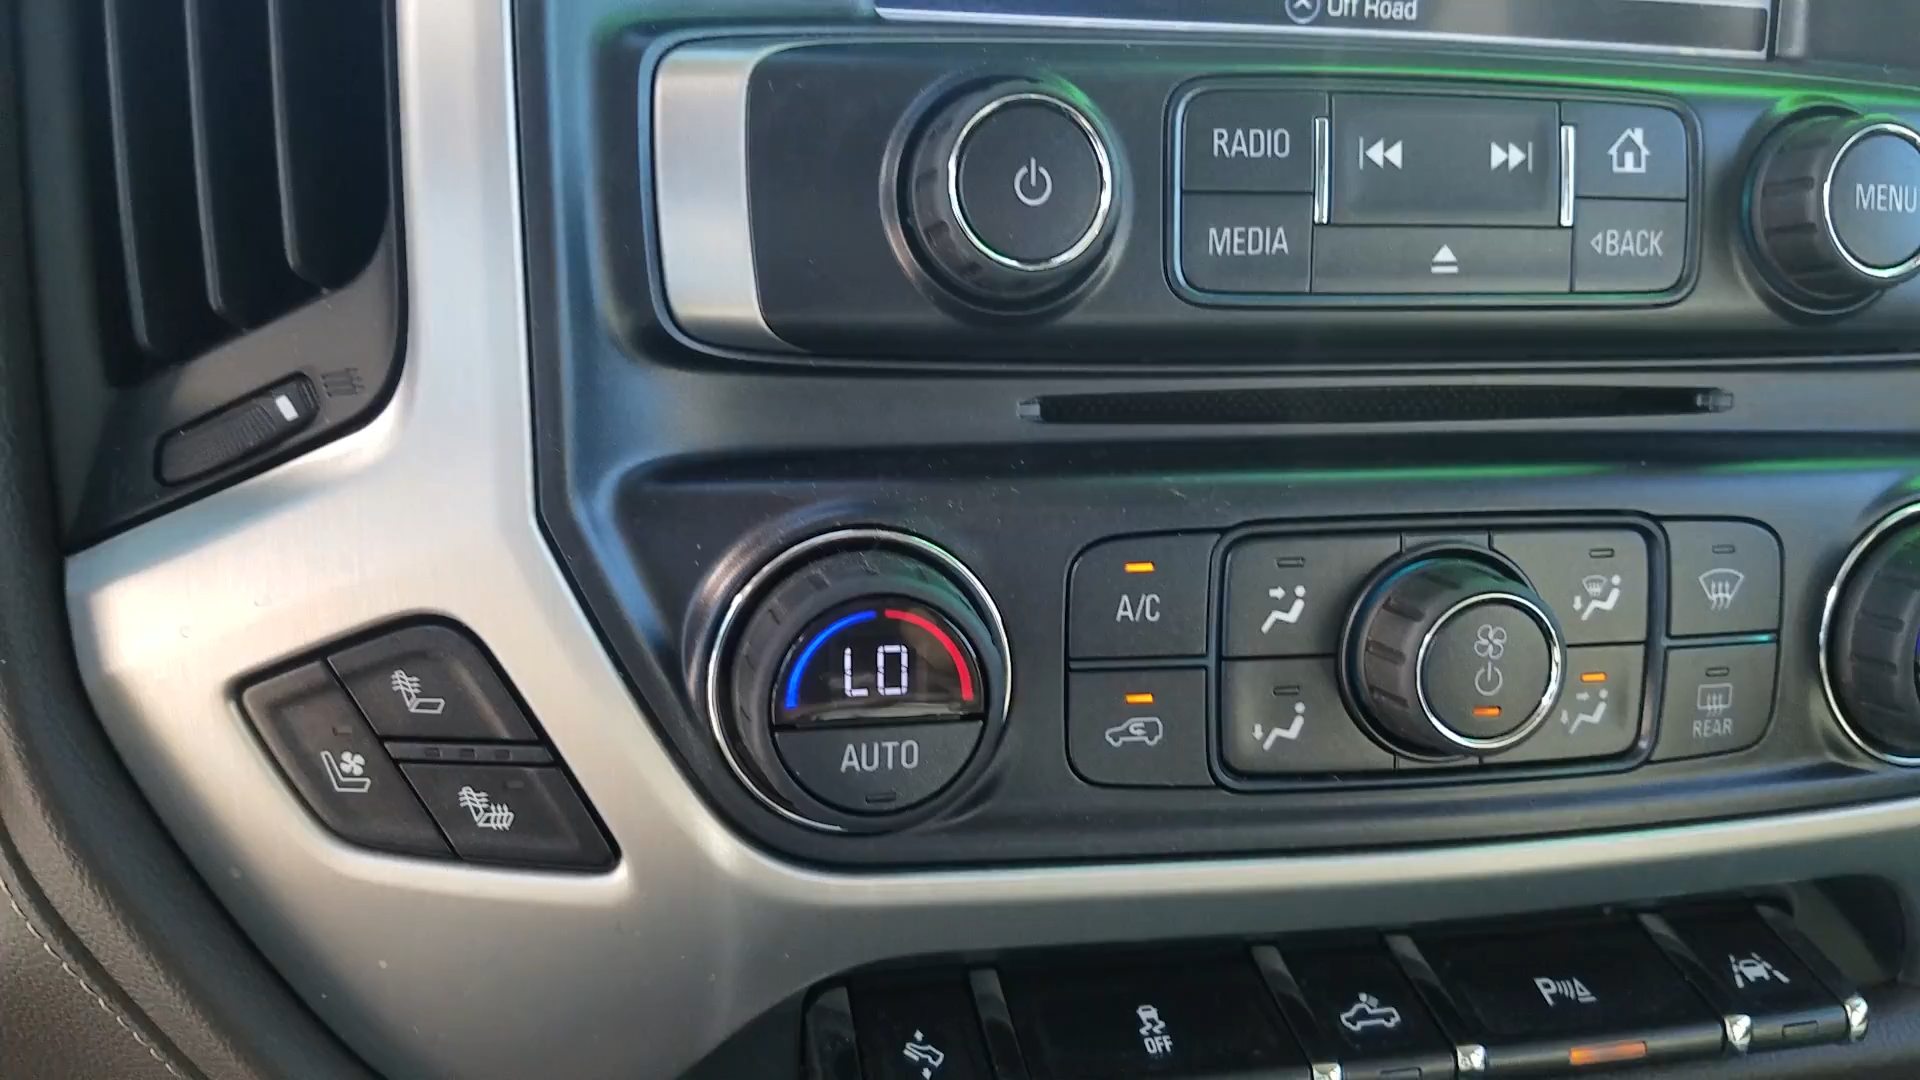 Off Road
RADIO
MEDIA
BACK
MENU
A/C
LO
AUTO
REAR
OFF
P